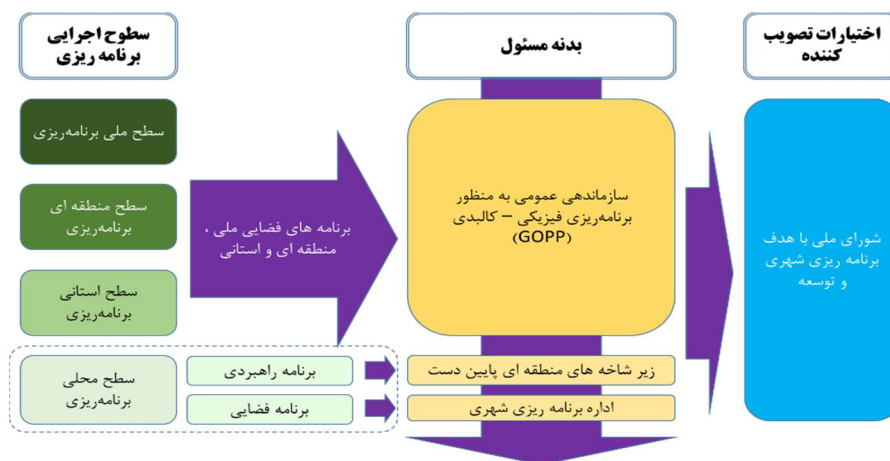 سطوح اجرایی
برنامه ریزی
بدنه مسئول
اختیارات تصویب
کننده
سطح ملی برنامه‌ریزی
سطح منطقه ای
برنامه‌ریزی
سطح استانی
برنامه‌ریزی
سطح محلی
برنامه‌ریزی
برنامه های فضایی ملی ،
منطقه ای و استانی
برنامه راهبردی
برنامه فضایی
سازماندهی عمومی به منظور
برنامه‌ریزی فیزیکی – کالبدی
(GOPP)
زیر شاخه های منطقه ای پایین دست
اداره برنامه ریزی شهری
شورای ملی با هدف
برنامه ریزی شهری
و توسعه